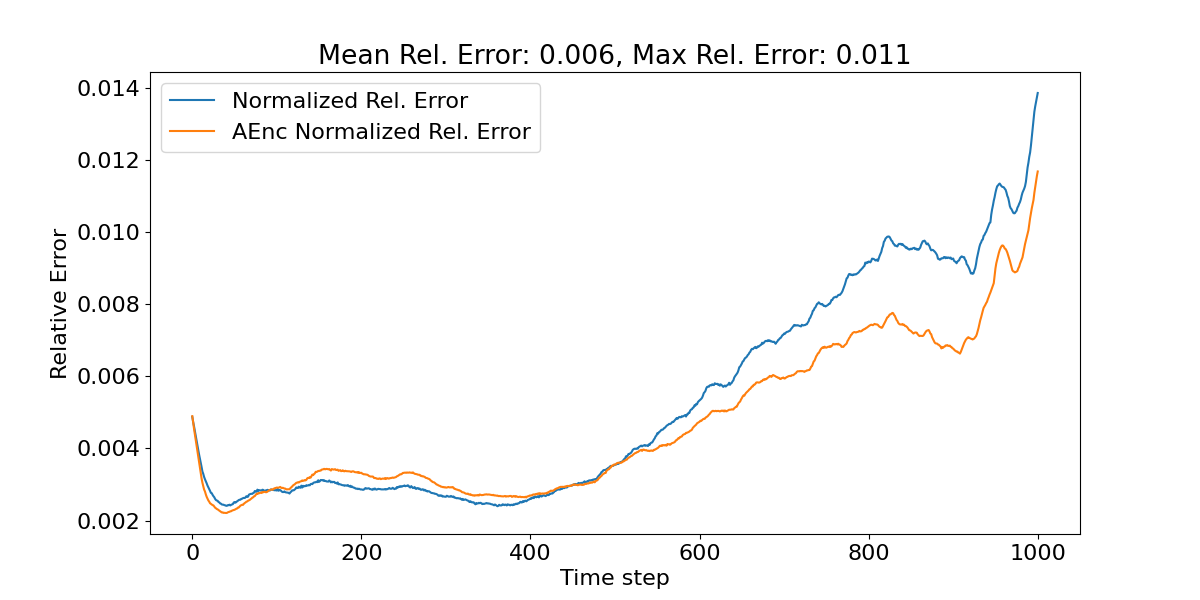 Mean Rel. Error: 0.006, Max Rel. Error: 0.011
Normalized Rel. Error
AEnc Normalized Rel. Error
Relative Error
0.014
0.012
0.010
0.008
0.006
0.004
0.002
0 200 400 600 800 1000
Time step